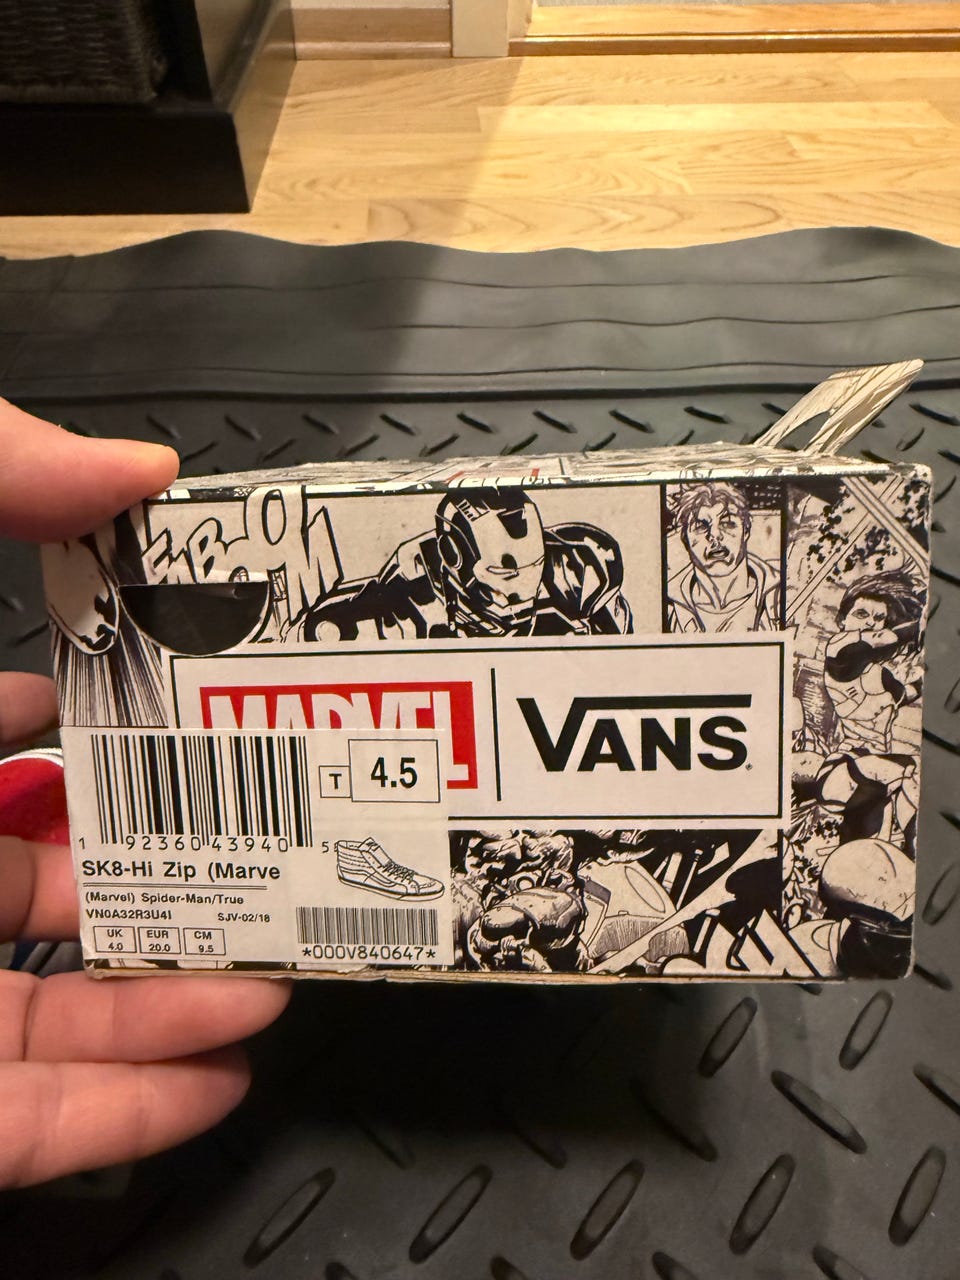 MARVEL
VANS
T 4.5
1 92360 43940 5
SK8-Hi Zip (Marve
(Marvel) Spider-Man/True
VN0A32R3U4I SJV-02/18
UK EUR CM
4.0 20.0 9.5
*000V840647*